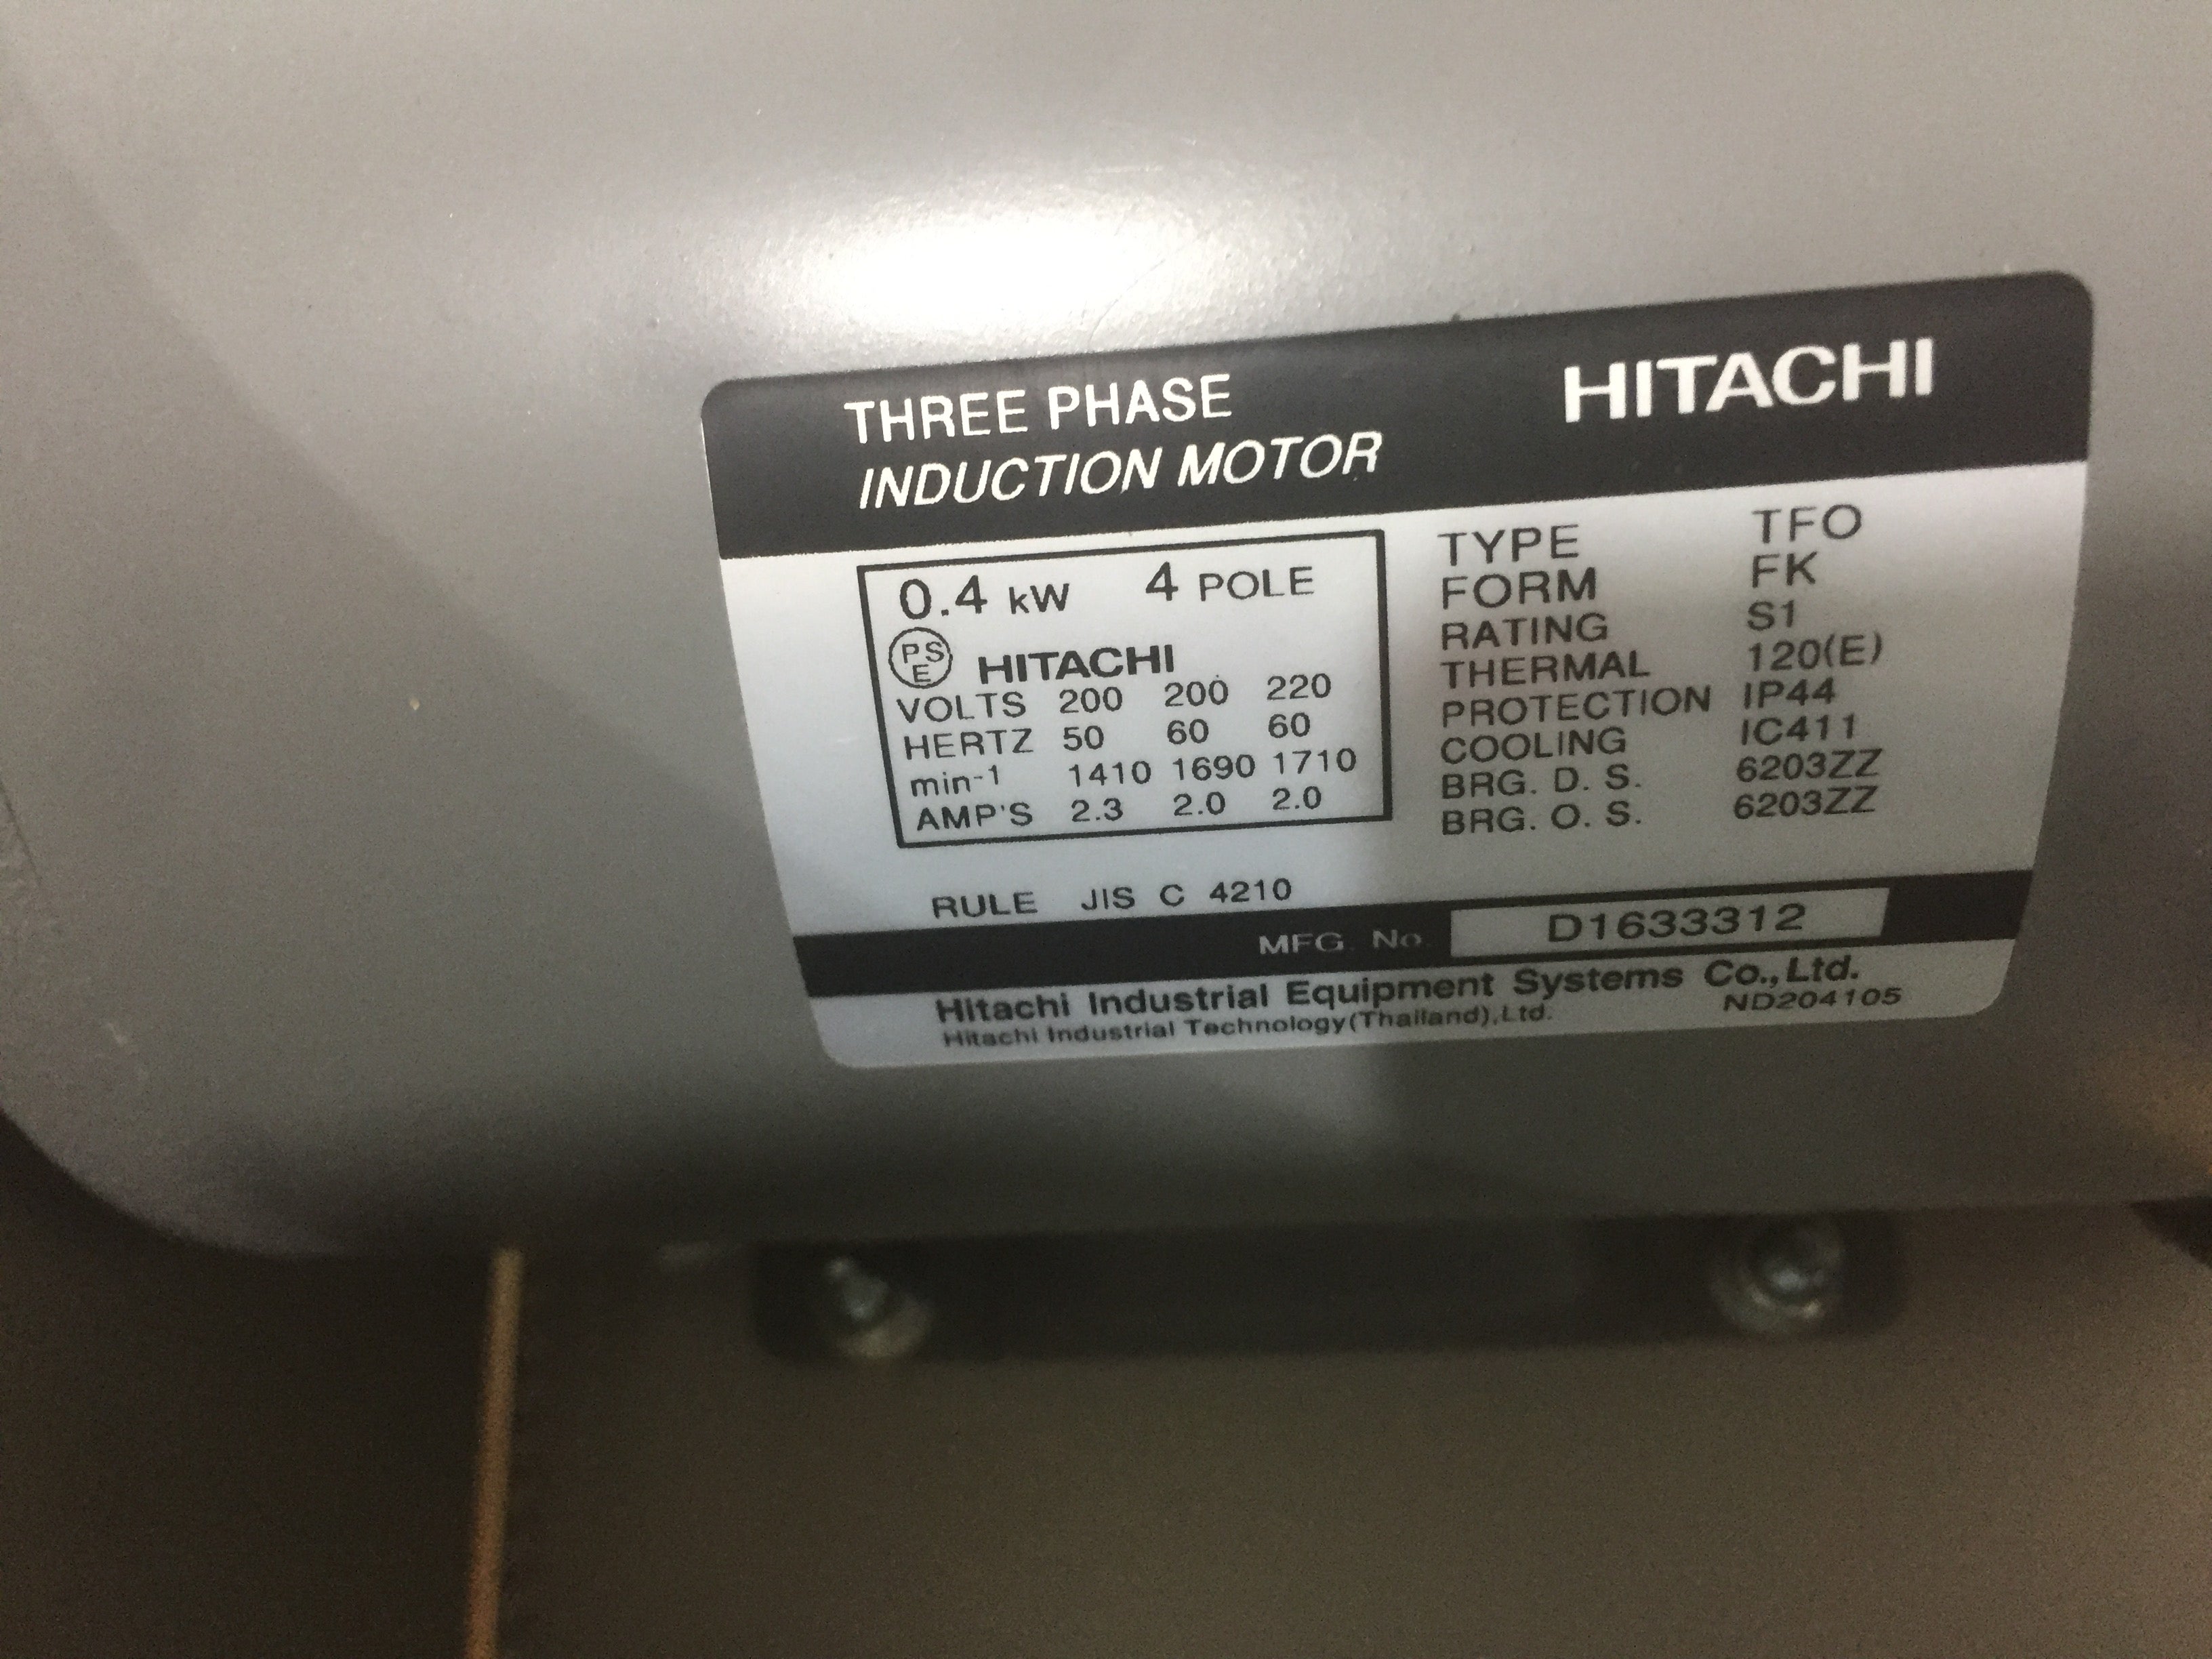 THREE PHASE
INDUCTION MOTOR
HITACHI
0.4 kW 4 POLE
PSE HITACHI
VOLTS 200 200 220
HERTZ 50 60 60
min-1 1410 1690 1710
AMP'S 2.3 2.0 2.0
TYPE TFO
FORM FK
RATING S1
THERMAL 120(E)
PROTECTION IP44
COOLING IC411
BRG. D. S. 6203ZZ
BRG. O. S. 6203ZZ
RULE JIS C 4210
MFG. No. D1633312
Hitachi Industrial Equipment Systems Co.,Ltd.
Hitachi Industrial Technology(Thailand),Ltd. ND204105